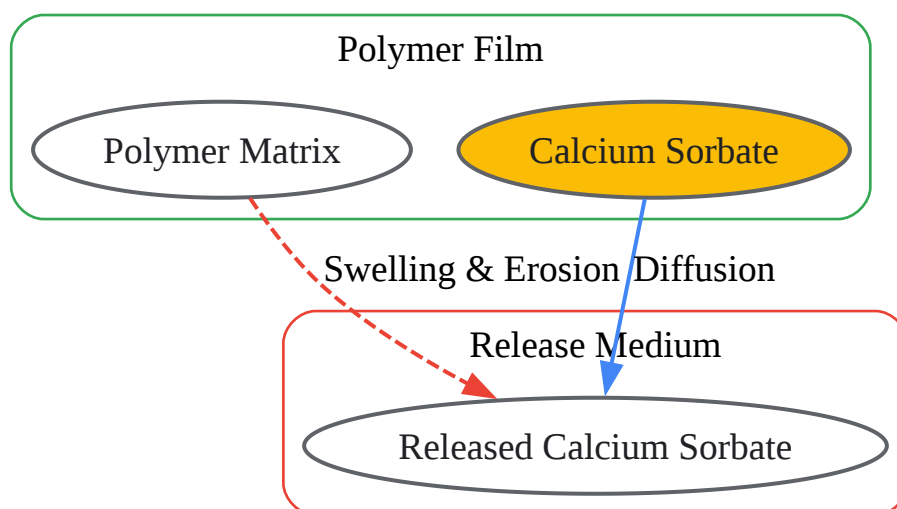 Polymer Film
Polymer Matrix
Calcium Sorbate
Swelling & Erosion
Diffusion
Release Medium
Released Calcium Sorbate